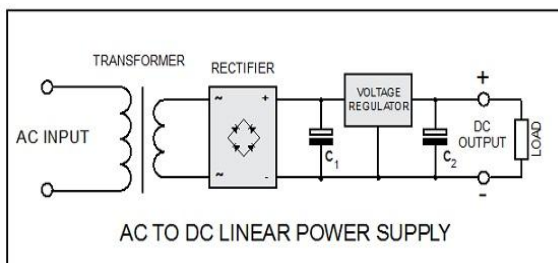 TRANSFORMER
RECTIFIER
VOLTAGE
REGULATOR
AC INPUT
~
+
~
-
C1
C2
+
DC
OUTPUT
-
LOAD
AC TO DC LINEAR POWER SUPPLY